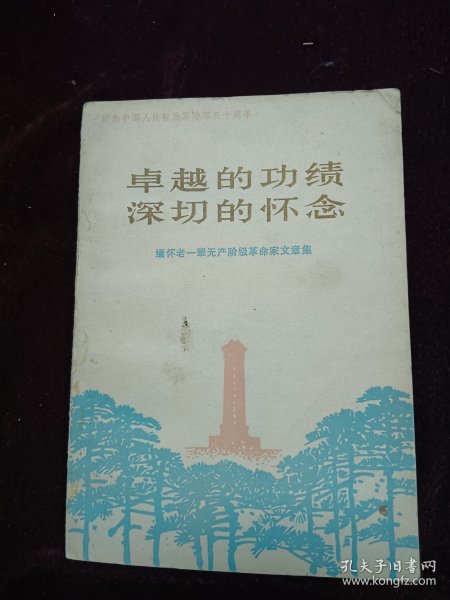 纪念中国人民解放军建军五十周年
卓越的功绩
深切的怀念
缅怀老一辈无产阶级革命家文章集
孔夫子旧书网
www.kongfz.com